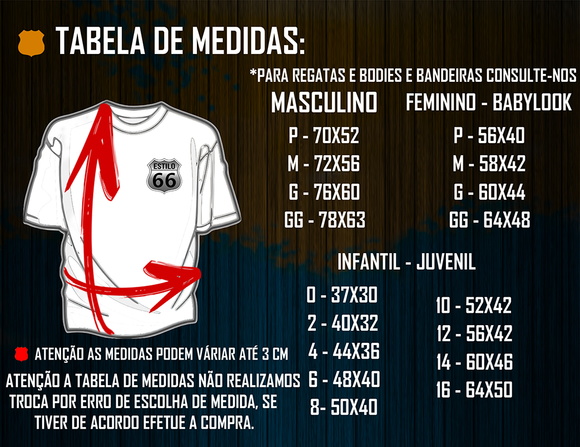 TABELA DE MEDIDAS:
*PARA REGATAS E BODIES E BANDEIRAS CONSULTE-NOS
MASCULINO
P - 70X52
M - 72X56
G - 76X60
GG - 78X63
FEMININO - BABYLOOK
P - 56X40
M - 58X42
G - 60X44
GG - 64X48
ESTILO
66
INFANTIL - JUVENIL
0 - 37X30
2 - 40X32
4 - 44X36
6 - 48X40
8- 50X40
10 - 52X42
12 - 56X42
14 - 60X46
16 - 64X50
ATENÇÃO AS MEDIDAS PODEM VÁRIAR ATÉ 3 CM
ATENÇÃO A TABELA DE MEDIDAS NÃO REALIZAMOS
TROCA POR ERRO DE ESCOLHA DE MEDIDA, SE
TIVER DE ACORDO EFETUE A COMPRA.